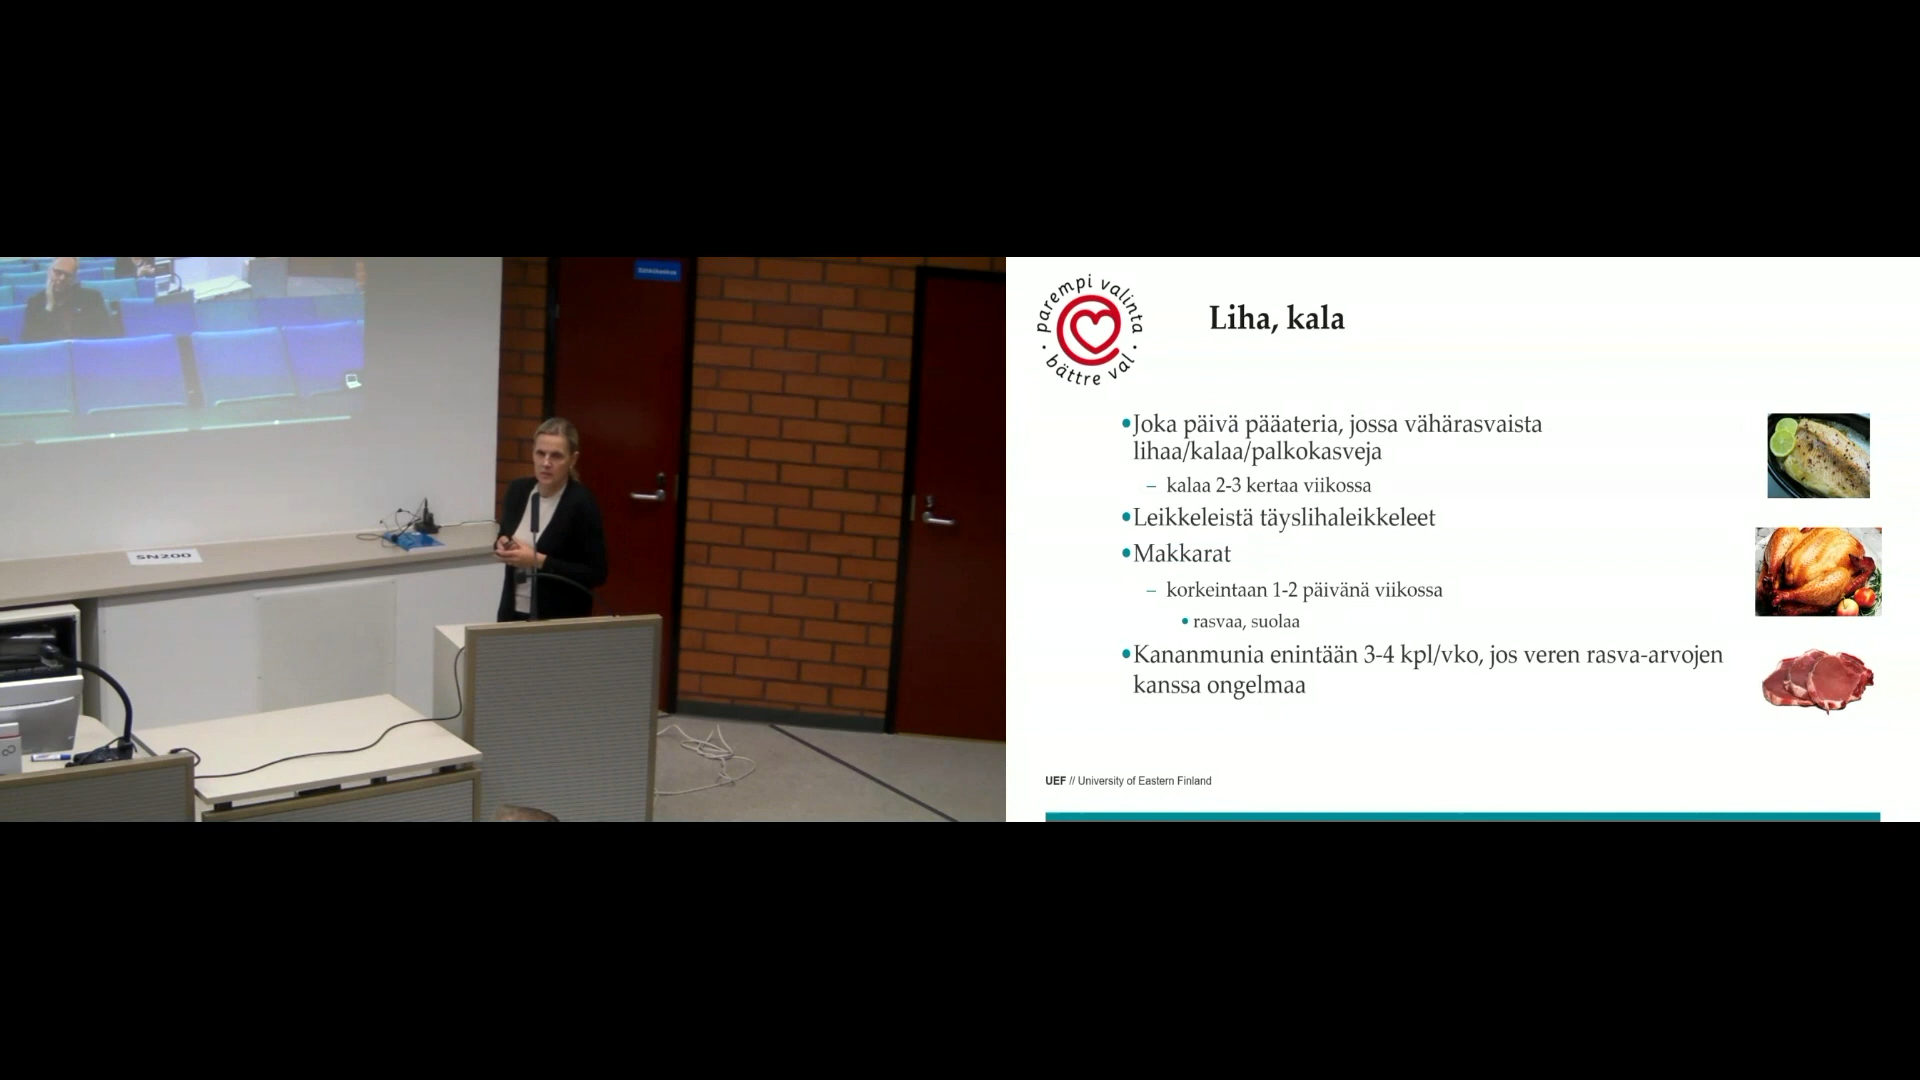 Sähkökeskus
SN200
parempi valinta
bättre val
Liha, kala
•Joka päivä pääateria, jossa vähärasvaista
lihaa/kalaa/palkokasveja
– kalaa 2-3 kertaa viikossa
•Leikkeleistä täyslihaleikkeleet
•Makkarat
– korkeintaan 1-2 päivänä viikossa
• rasvaa, suolaa
•Kananmunia enintään 3-4 kpl/vko, jos veren rasva-arvojen
kanssa ongelmaa
UEF // University of Eastern Finland